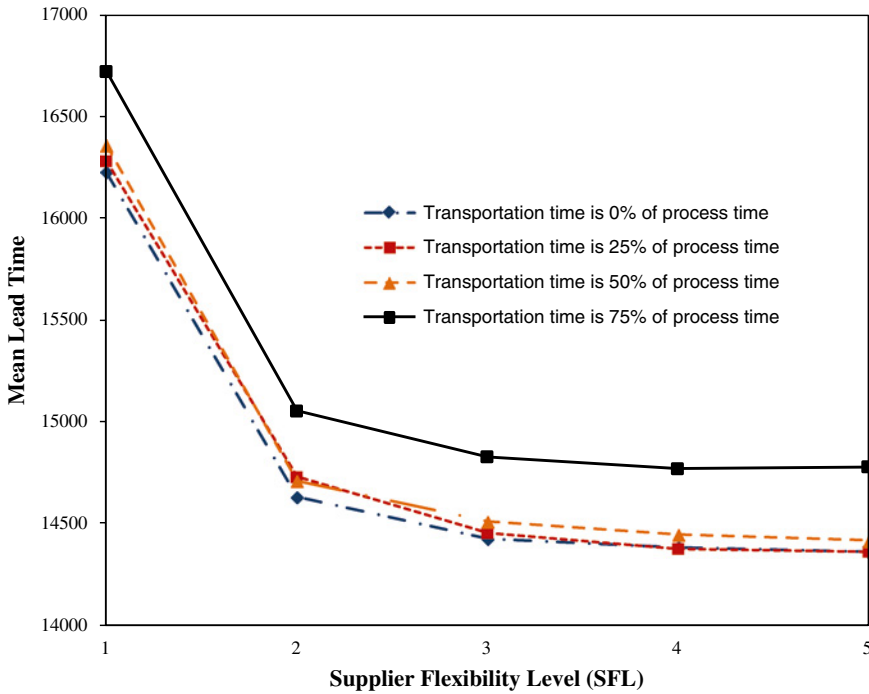 17000
16500
16000
15500
15000
14500
14000
Mean Lead Time
Transportation time is 0% of process time
Transportation time is 25% of process time
Transportation time is 50% of process time
Transportation time is 75% of process time
1 2 3 4 5
Supplier Flexibility Level (SFL)